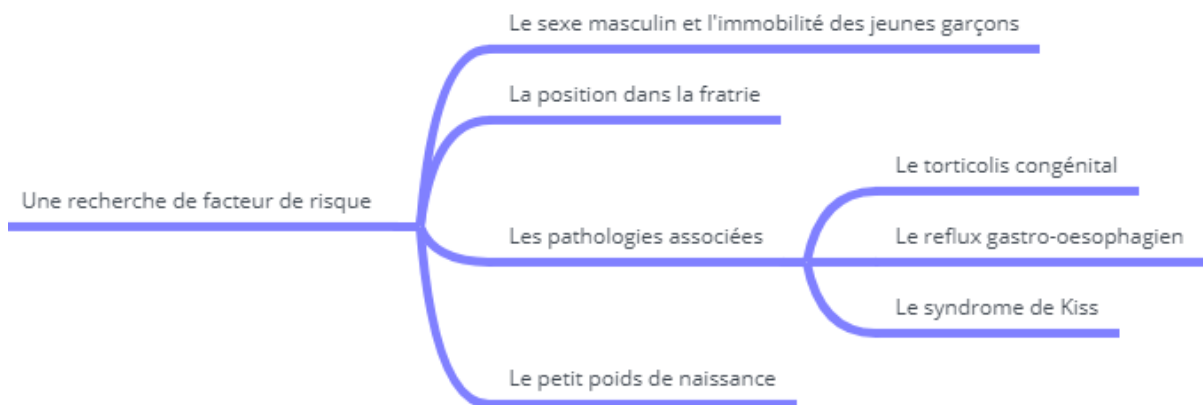 Le sexe masculin et l'immobilité des jeunes garçons
La position dans la fratrie
Le torticolis congénital
Une recherche de facteur de risque
Les pathologies associées
Le reflux gastro-oesophagien
Le syndrome de Kiss
Le petit poids de naissance